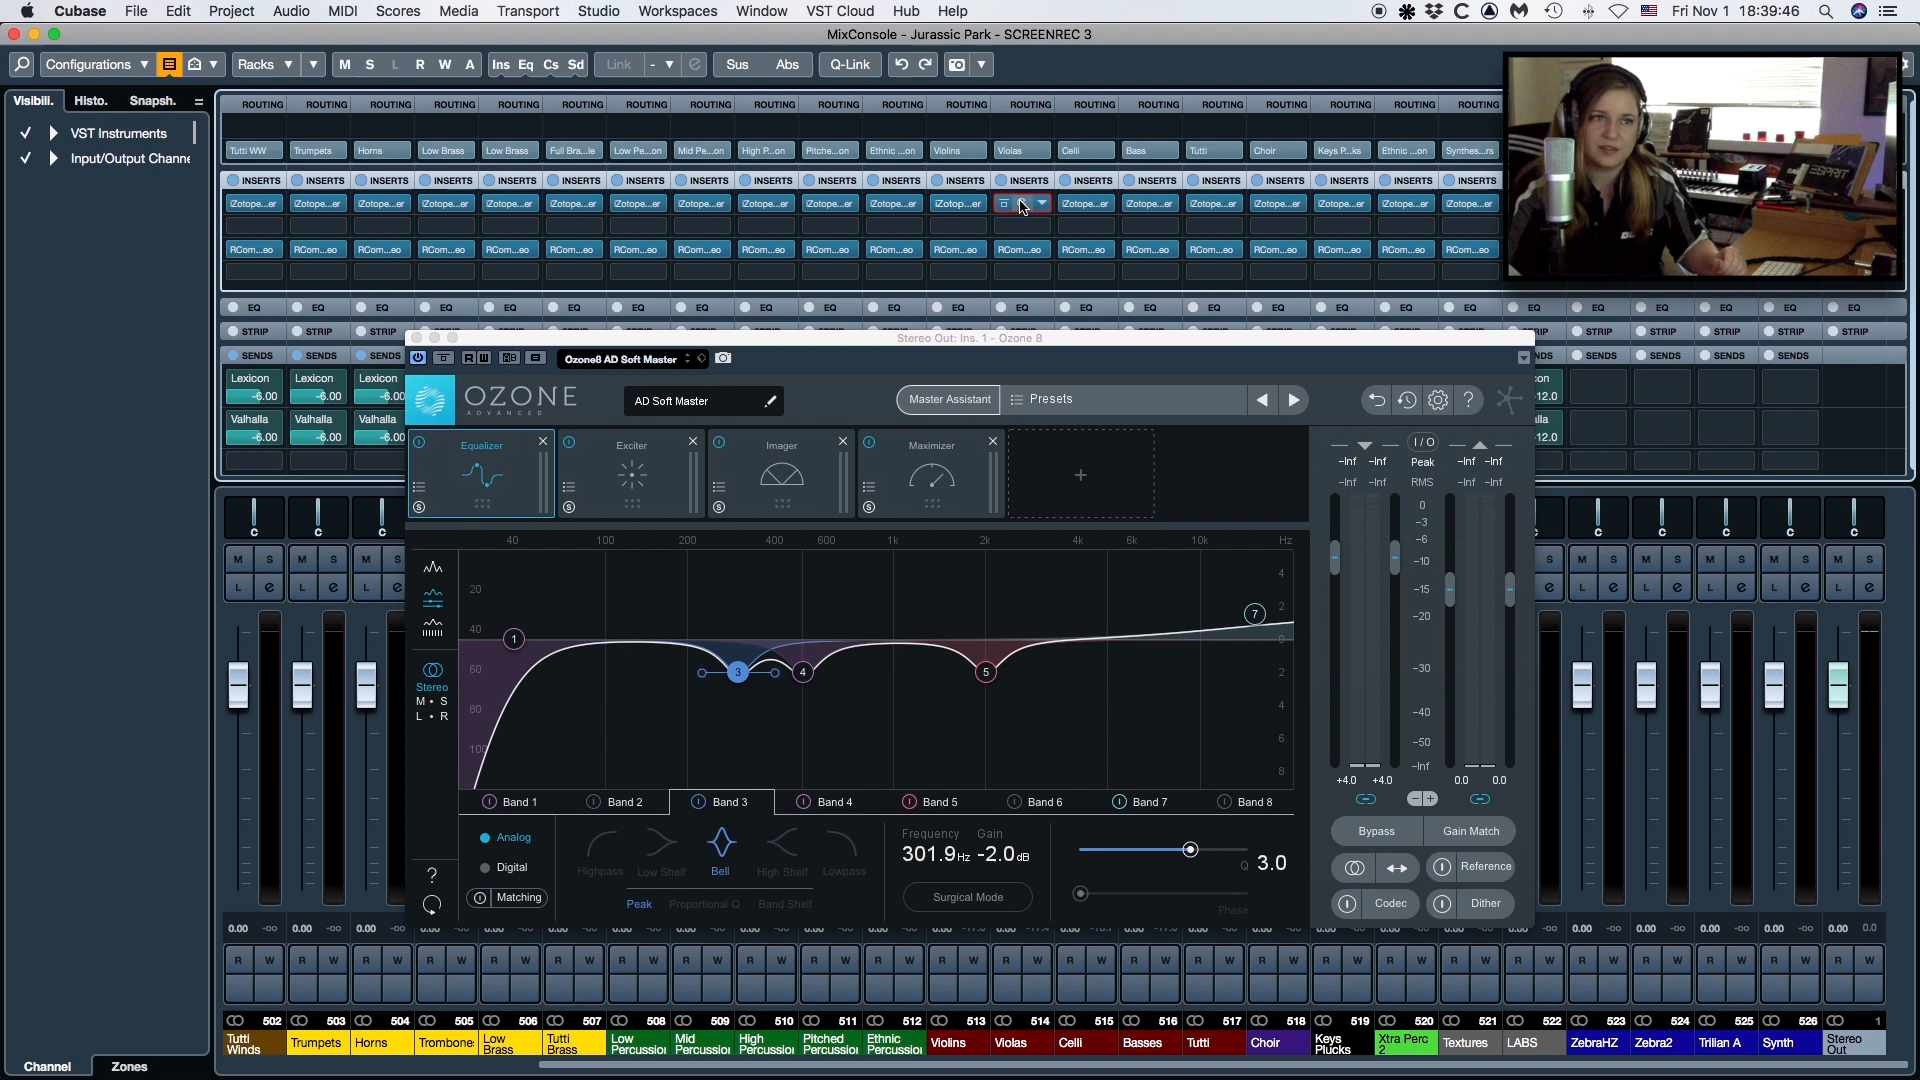 Cubase File Edit Project Audio MIDI Scores Media Transport Studio Workspaces Window VST Cloud Hub Help Fri Nov 1 18:39:46
MixConsole - Jurassic Park - SCREENREC 3
Configurations Racks M S L R W A Ins Eq Cs Sd Link - Sus Abs Q-Link
Visibili. Histo. Snapsh.
ROUTING ROUTING ROUTING ROUTING ROUTING ROUTING ROUTING ROUTING ROUTING ROUTING ROUTING ROUTING ROUTING ROUTING ROUTING ROUTING ROUTING ROUTING ROUTING ROUTING
VST Instruments
Input/Output Channe
Tutti WW Trumpets Horns Low Brass Low Brass Full Bra...le Low Pe...on Mid Pe...on High P...on Pitche...on Ethnic ...on Violins Violas Celli Bass Tutti Choir Keys P...ks Ethnic ...on Synthes...rs
INSERTS INSERTS INSERTS INSERTS INSERTS INSERTS INSERTS INSERTS INSERTS INSERTS INSERTS INSERTS INSERTS INSERTS INSERTS INSERTS INSERTS INSERTS INSERTS INSERTS
iZotope...er iZotope...er iZotope...er iZotope...er iZotope...er iZotope...er iZotope...er iZotope...er iZotope...er iZotope...er iZotope...er iZotop...er iZotope...er iZotope...er iZotope...er iZotope...er iZotope...er iZotope...er iZotope...er
RCom...eo RCom...eo RCom...eo RCom...eo RCom...eo RCom...eo RCom...eo RCom...eo RCom...eo RCom...eo RCom...eo RCom...eo RCom...eo RCom...eo RCom...eo RCom...eo RCom...eo RCom...eo RCom...eo RCom...eo
EQ EQ EQ EQ EQ EQ EQ EQ EQ EQ EQ EQ EQ EQ EQ EQ EQ EQ EQ EQ EQ EQ EQ EQ EQ EQ
STRIP STRIP STRIP STRIP STRIP STRIP STRIP STRIP
Stereo Out: Ins. 1 - Ozone 8
SENDS SENDS SENDS SENDS SENDS SENDS SENDS
R W Ozone8 AD Soft Master
Lexicon Lexicon Lexicon
-6.00 -6.00 -6.00 -12.0
Valhalla Valhalla Valhalla
-6.00 -6.00 -6.00 -12.0
OZONE
ADVANCED
AD Soft Master Master Assistant Presets ?
Equalizer Exciter Imager Maximizer +
S S S S
I/O
-Inf -Inf Peak -Inf -Inf
-Inf -Inf RMS -Inf -Inf
0
-3
-6
-10
-15
-20
-30
-40
-50
-Inf
+4.0 +4.0 0.0 0.0
40 100 200 400 600 1k 2k 4k 6k 10k Hz
20
40
60
80
100
4
2
0
2
4
6
8
1 3 4 5 7
Stereo
M • S
L • R
Band 1 Band 2 Band 3 Band 4 Band 5 Band 6 Band 7 Band 8
Analog
Digital
Matching
Highpass Low Shelf Bell High Shelf Lowpass
Peak Proportional Q Band Shelf
Frequency Gain
301.9Hz -2.0dB
Surgical Mode
Q 3.0
Phase
Bypass Gain Match
Reference
Codec Dither
?
C C C C C C C C
M S M S M S M S M S M S M S M S
L e L e L e L e L e L e L e
0.00 -oo 0.00 -oo 0.00 -oo 0.00 -oo 0.00 -oo 0.00 -oo 0.00 -oo 0.00 0.0
R W R W R W R W R W R W R W R W R W R W R W R W R W R W R W R W R W R W R W R W R W R W R W R W R W R W
502 503 504 505 506 507 508 509 510 511 512 513 514 515 516 517 518 519 520 521 522 523 524 525 526 1
Tutti Winds Trumpets Horns Trombone Low Brass Tutti Brass Low Percussion Mid Percussion High Percussion Pitched Percussion Ethnic Percussion Violins Violas Celli Basses Tutti Choir Keys Plucks Xtra Perc 2 Textures LABS ZebraHZ Zebra2 Trilian A Synth Stereo Out
Channel Zones